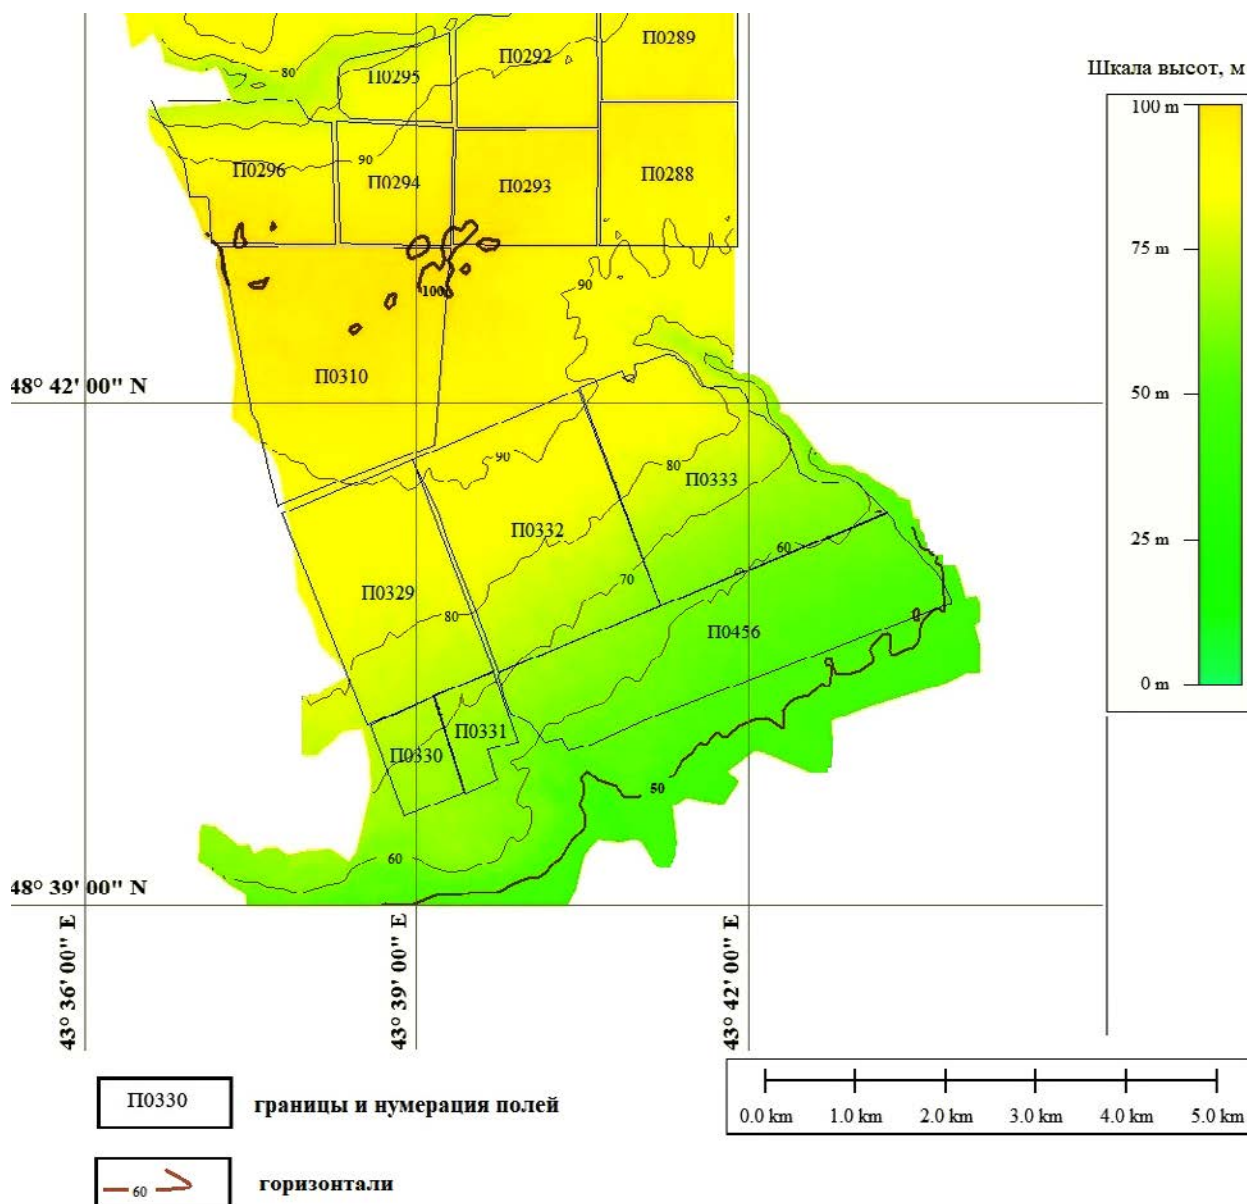 П0289
П0292
Шкала высот, м
80
П0295
100 m
90
П0296
П0294
П0293
П0288
75 m
90
100
П0310
48° 42' 00" N
50 m
90
80
П0333
П0332
25 m
60
70
П0329
80
П0456
0 m
П0331
П0330
50
60
48° 39' 00" N
43° 36' 00" E
43° 39' 00" E
43° 42' 00" E
П0330
границы и нумерация полей
0.0 km 1.0 km 2.0 km 3.0 km 4.0 km 5.0 km
60
горизонтали